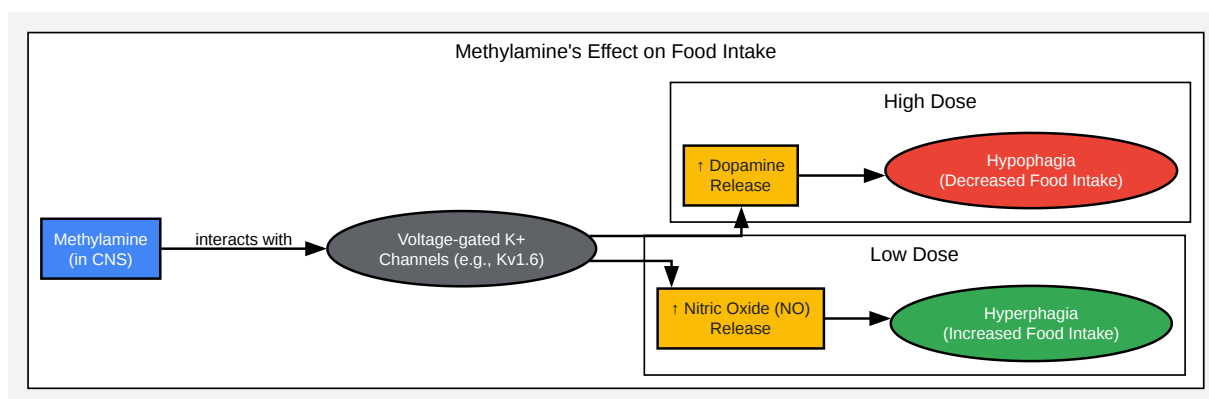 Methylamine's Effect on Food Intake
High Dose
↑ Dopamine
Release
Hypophagia
(Decreased Food Intake)
Methylamine
(in CNS)
interacts with
Voltage-gated K+
Channels (e.g., Kv1.6)
Low Dose
↑ Nitric Oxide (NO)
Release
Hyperphagia
(Increased Food Intake)